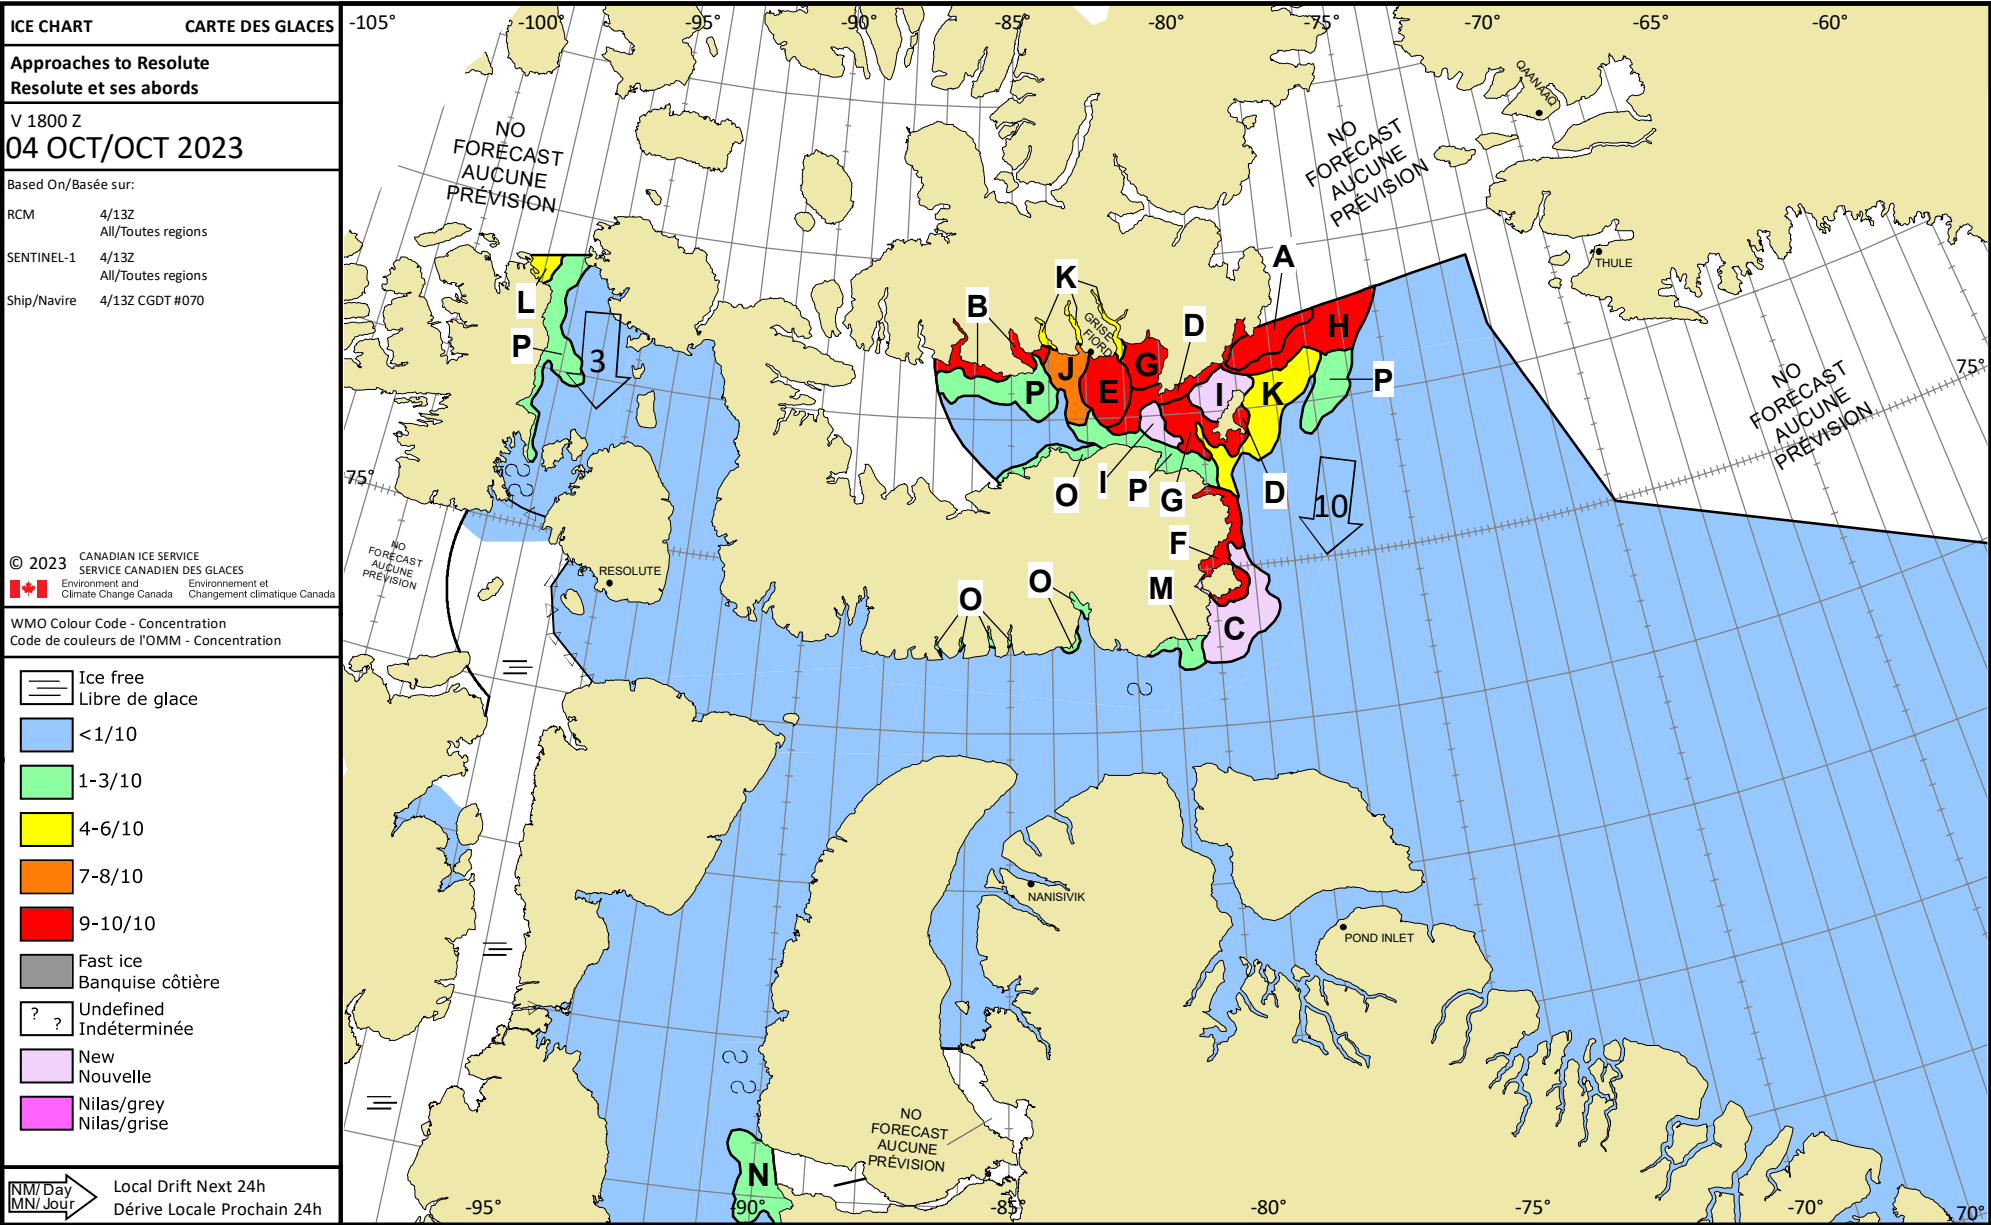 ICE CHART CARTE DES GLACES
Approaches to Resolute
Resolute et ses abords
V 1800 Z
04 OCT/OCT 2023
Based On/Basée sur:
RCM 4/13Z
All/Toutes regions
SENTINEL-1 4/13Z
All/Toutes regions
Ship/Navire 4/13Z CGDT #070
© 2023 CANADIAN ICE SERVICE
SERVICE CANADIEN DES GLACES
Environment and Environnement et
Climate Change Canada Changement climatique Canada
WMO Colour Code - Concentration
Code de couleurs de l'OMM - Concentration
Ice free
Libre de glace
<1/10
1-3/10
4-6/10
7-8/10
9-10/10
Fast ice
Banquise côtière
? ?
Undefined
Indéterminée
New
Nouvelle
Nilas/grey
Nilas/grise
NM/Day
MN/Jour
Local Drift Next 24h
Dérive Locale Prochain 24h
-105° -100° -95° -90° -85° -80° -75° -70° -65° -60°
NO
FORECAST
AUCUNE
PRÉVISION
NO
FORECAST
AUCUNE
PRÉVISION
QAANAAQ
THULE
A
K
B
L
D
H
GRISE
FIORD
P
3
J
G
E
I
K
P
P
NO
FORECAST
AUCUNE
PRÉVISION
75°
75°
O
I
P
G
D
10
F
NO
FORECAST
AUCUNE
PRÉVISION
RESOLUTE
O
O
M
C
NANISIVIK
POND INLET
NO
FORECAST
AUCUNE
PRÉVISION
N
-95° -90° -85° -80° -75° -70° 70°